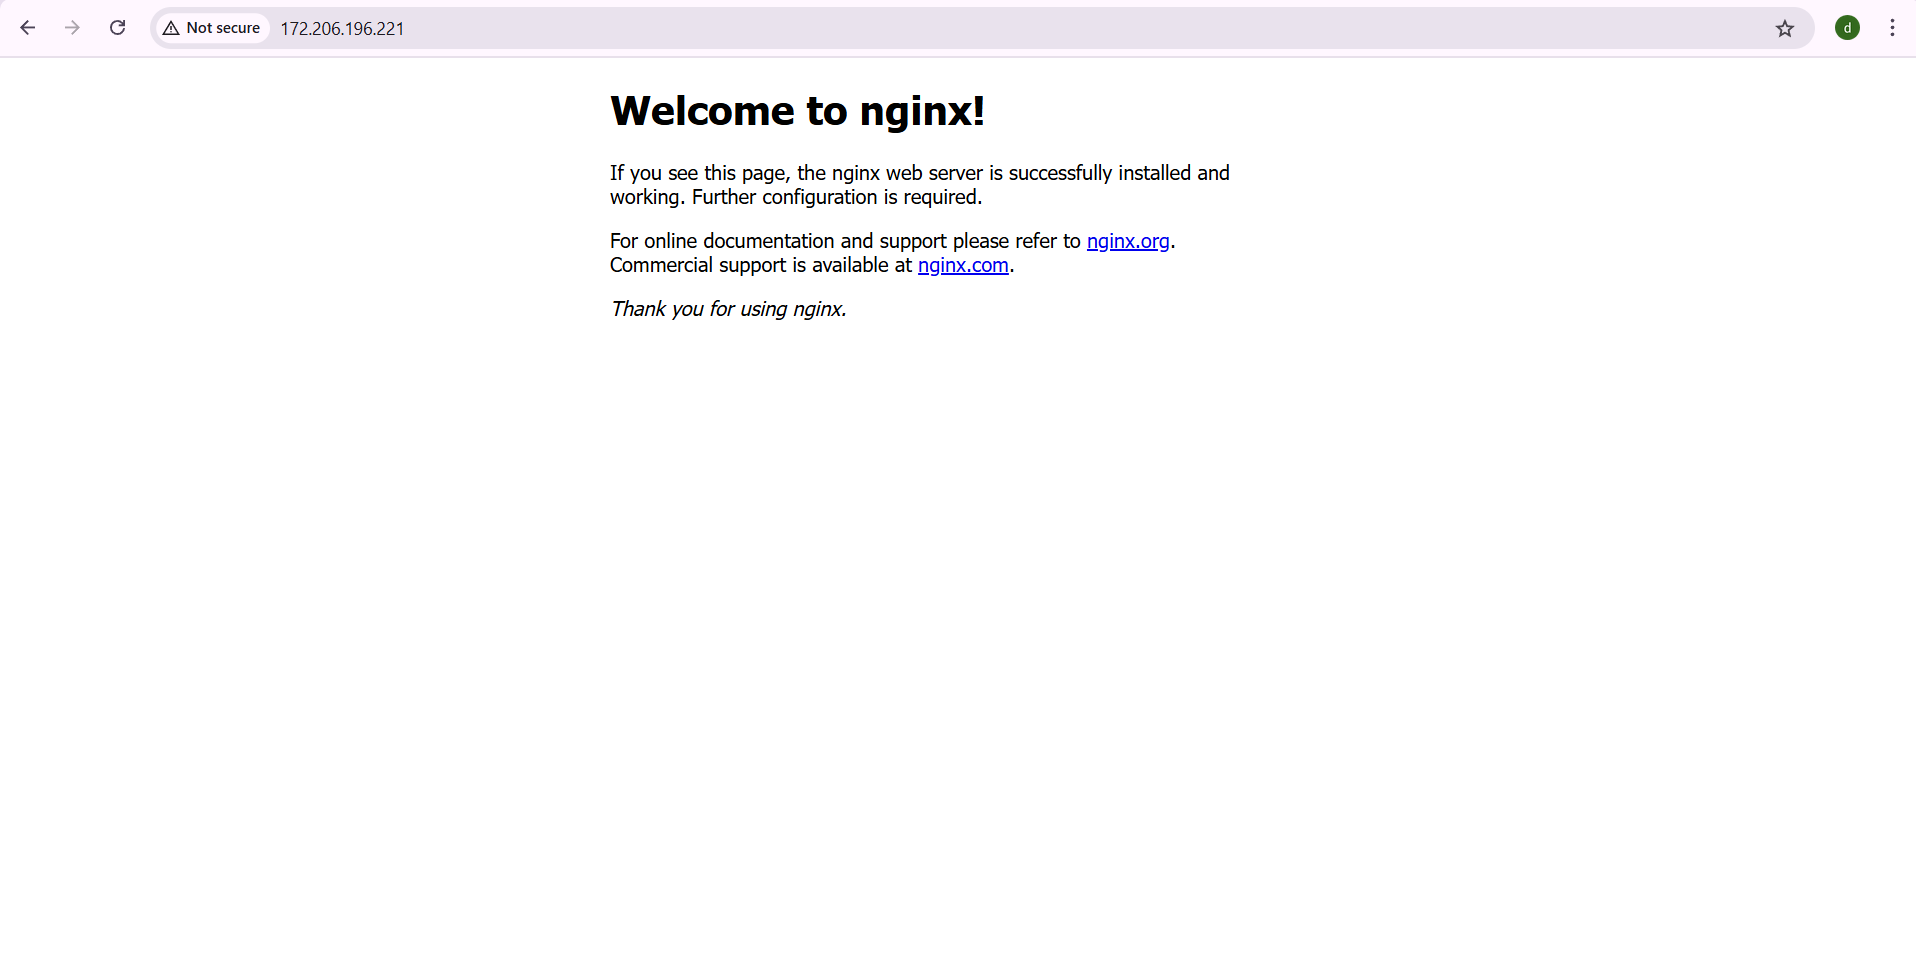 Not secure 172.206.196.221
d
Welcome to nginx!
If you see this page, the nginx web server is successfully installed and
working. Further configuration is required.
For online documentation and support please refer to nginx.org.
Commercial support is available at nginx.com.
Thank you for using nginx.